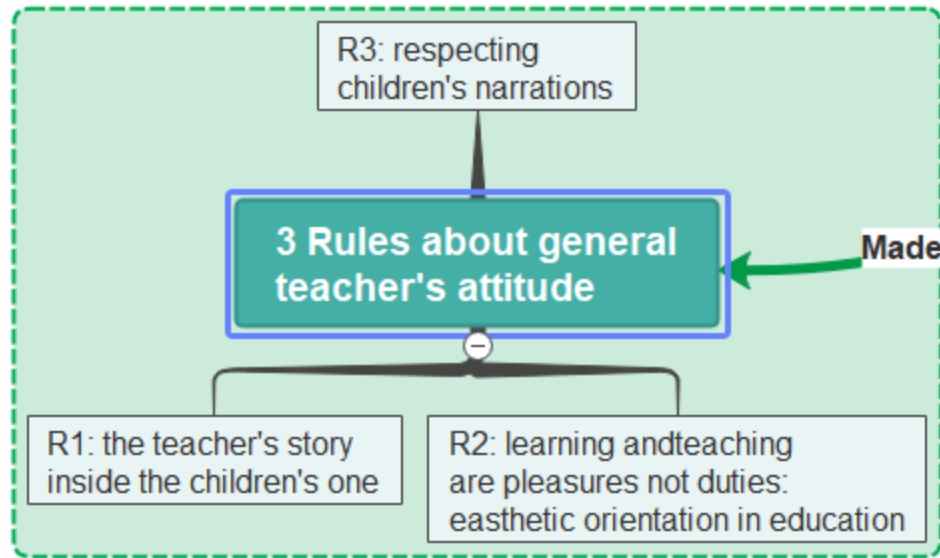 R3: respecting
children's narrations
3 Rules about general
teacher's attitude
Made
R1: the teacher's story
inside the children's one
R2: learning andteaching
are pleasures not duties:
easthetic orientation in education